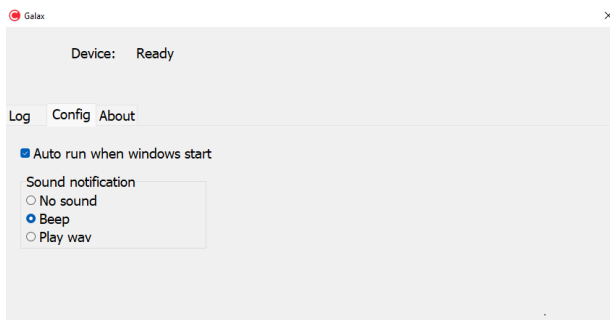 Galax
Device: Ready
Log Config About
Auto run when windows start
Sound notification
No sound
Beep
Play wav